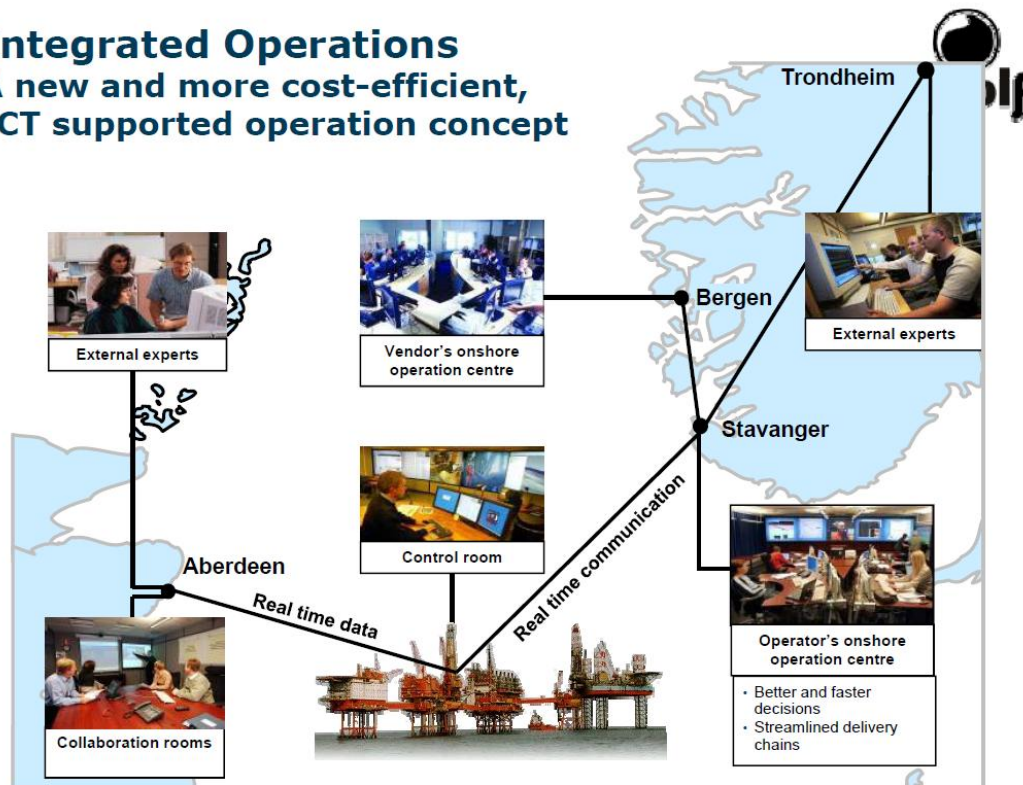 ntegrated Operations
new and more cost-efficient,
CT supported operation concept
Trondheim
External experts
Vendor's onshore
operation centre
Bergen
External experts
Stavanger
Control room
Aberdeen
Real time data
Real time communication
Collaboration rooms
Operator's onshore
operation centre
• Better and faster
decisions
• Streamlined delivery
chains